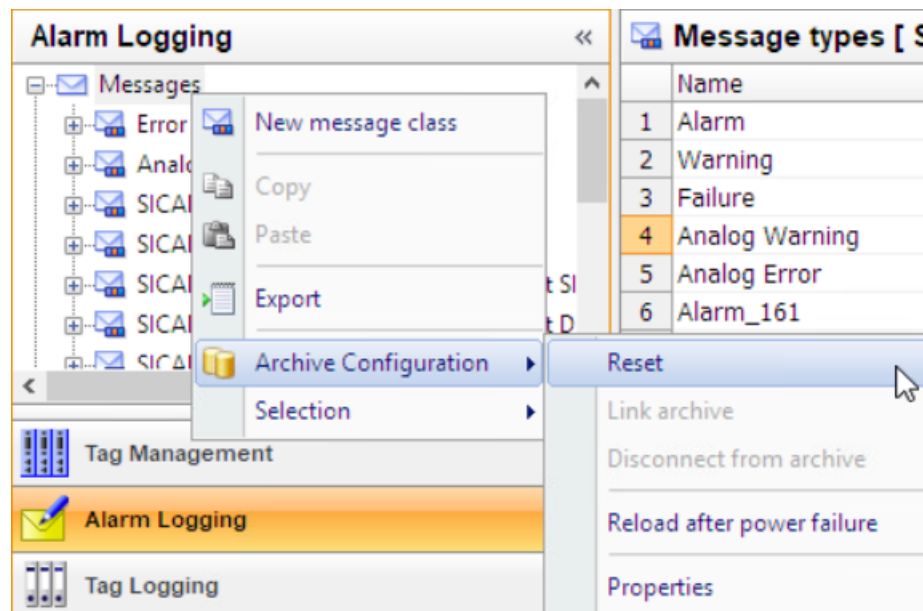 Alarm Logging «
Message types [ S
Messages
Name
Error
New message class
1 Alarm
2 Warning
3 Failure
4 Analog Warning
5 Analog Error
6 Alarm_161
Copy
Paste
Export
t SI
t D
Archive Configuration
Reset
Selection
Link archive
Disconnect from archive
Reload after power failure
Properties
Tag Management
Alarm Logging
Tag Logging